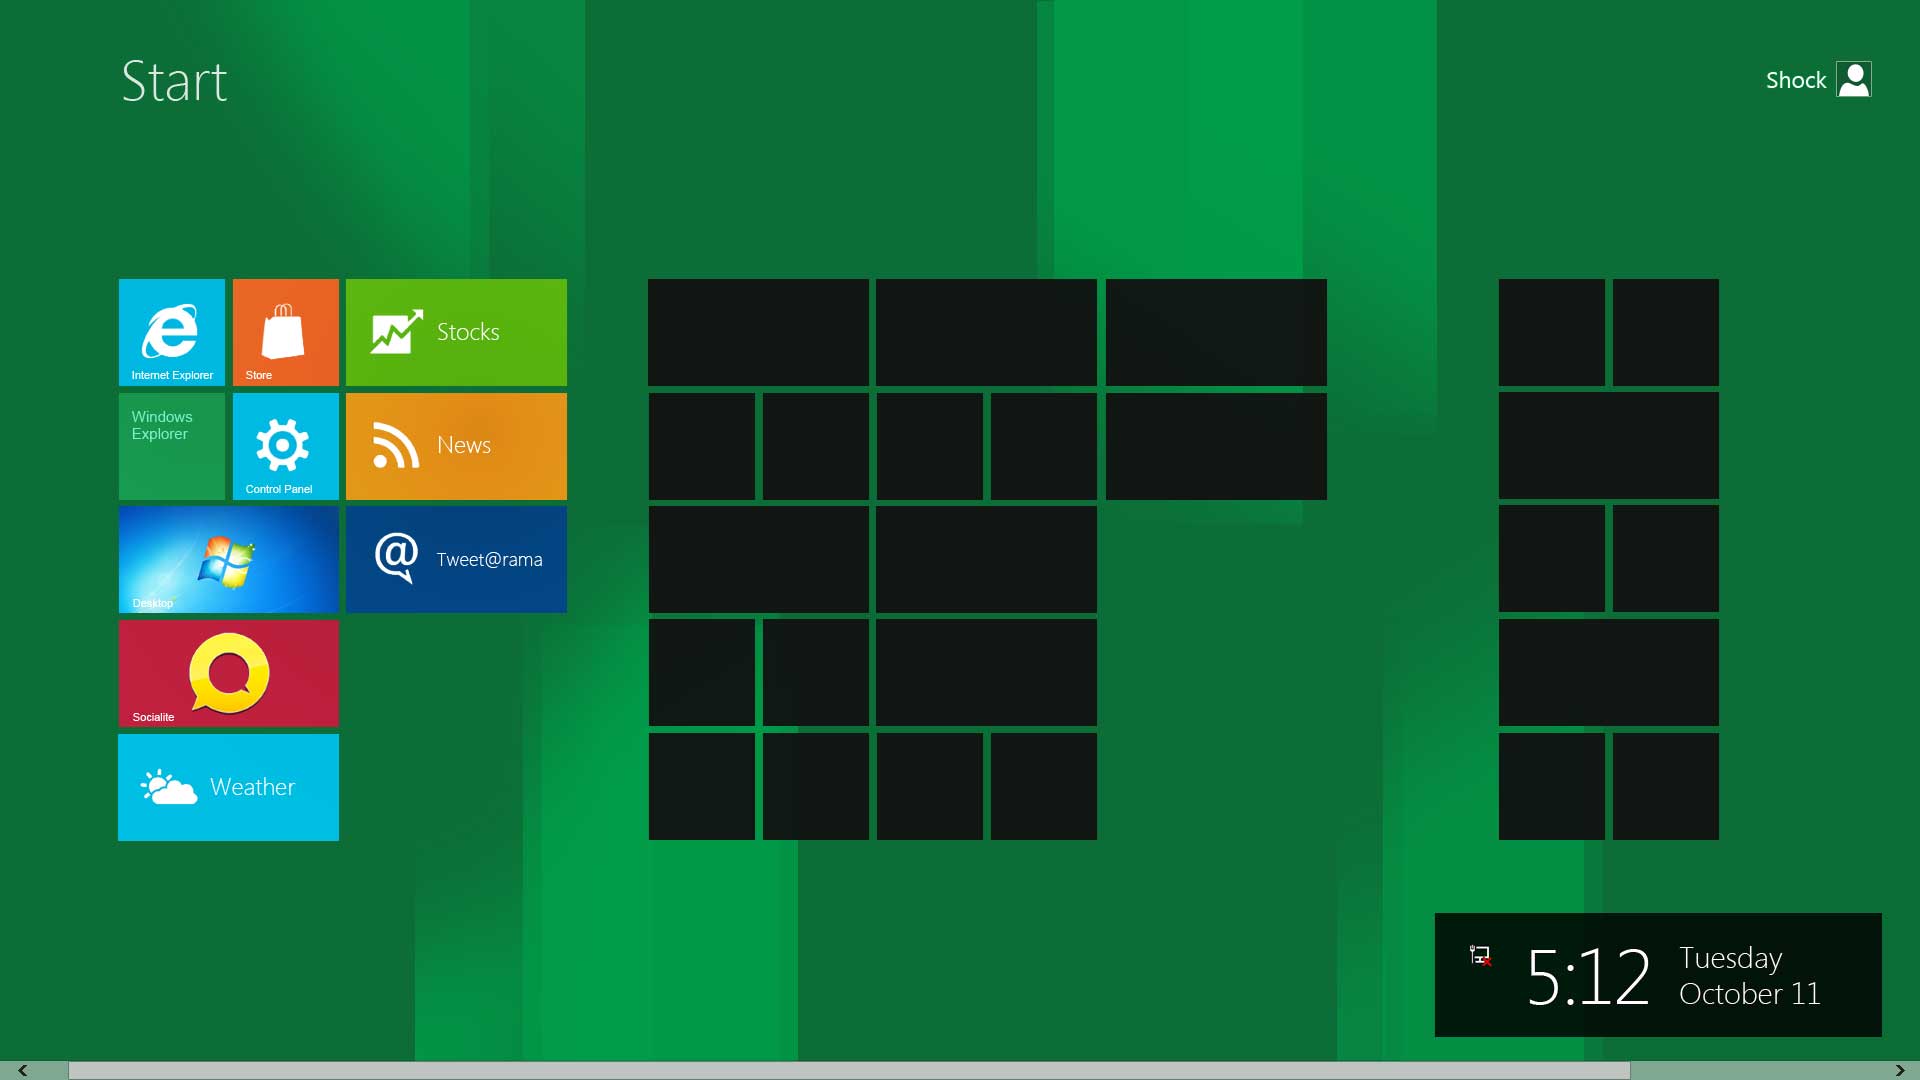 Start
Shock
Internet Explorer
Store
Stocks
Windows
Explorer
Control Panel
News
Desktop
Tweet@rama
Socialite
Weather
5:12
Tuesday
October 11